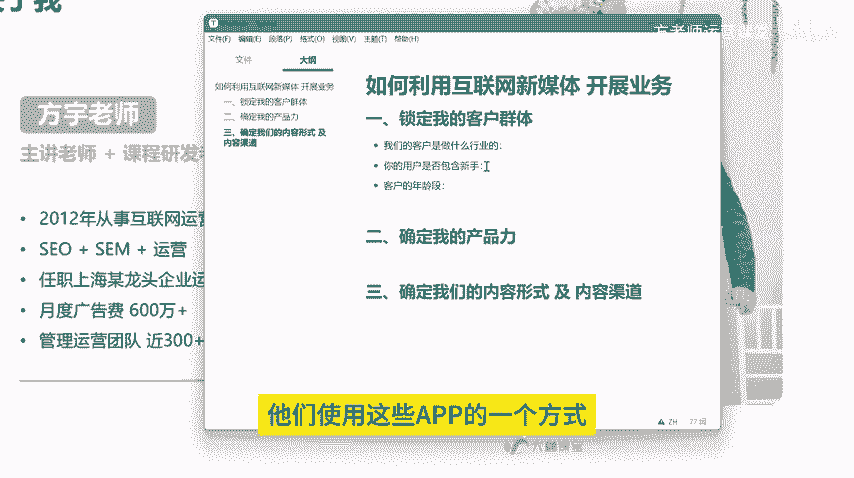 方老师运营
文件(F) 编辑(E) 段落(P) 格式(O) 视图(V) 主题(T) 帮助(H)
文件 大纲
如何利用互联网新媒体 开展业务
一、锁定我的客户群体
二、确定我的产品力
三、确定我们的内容形式 及
内容渠道
如何利用互联网新媒体 开展业务
一、锁定我的客户群体
• 我们的客户是做什么行业的:
• 你的用户是否包含新手:
• 客户的年龄段:
二、确定我的产品力
三、确定我们的内容形式 及 内容渠道
ZH 77 词
方宇老师
主讲老师 + 课程研发
• 2012年从事互联网运营
• SEO + SEM + 运营
• 任职上海某龙头企业运
• 月度广告费 600万+
• 管理运营团队 近300+
他们使用这些APP的一个方式